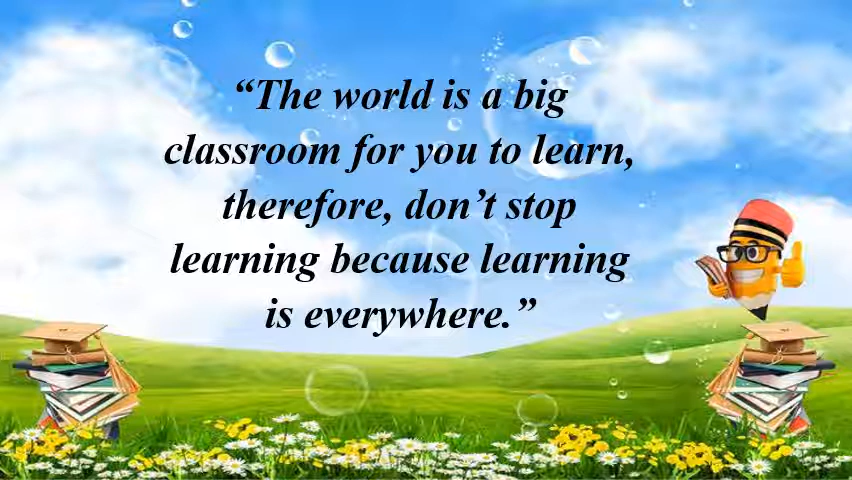 “The world is a big
classroom for you to learn,
therefore, don’t stop
learning because learning
is everywhere.”